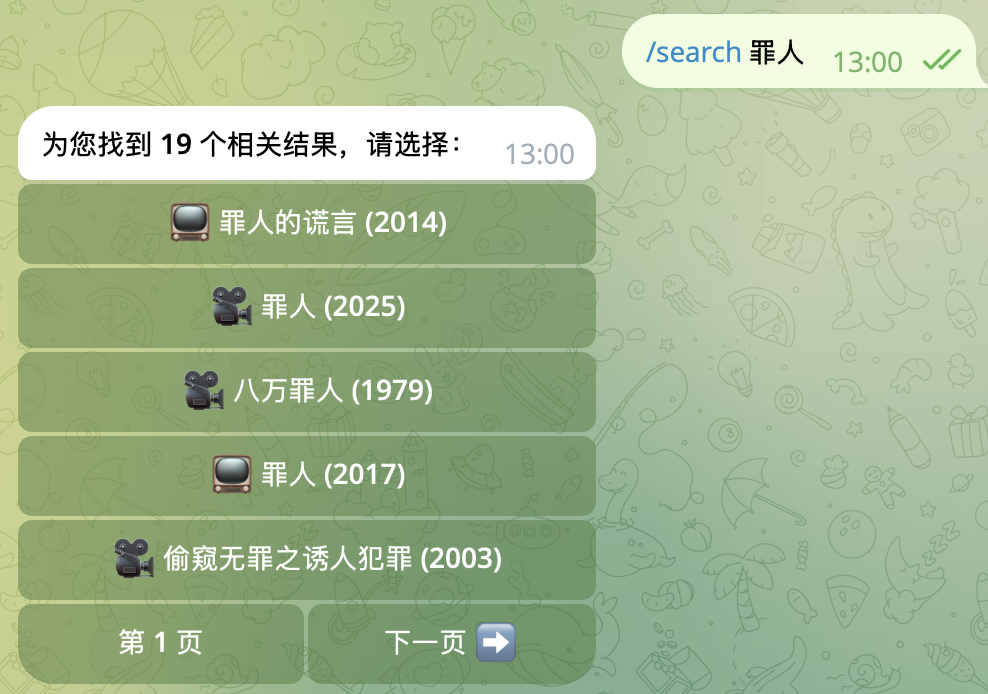 /search 罪人 13:00
为您找到 19 个相关结果，请选择： 13:00
罪人的谎言 (2014)
罪人 (2025)
八万罪人 (1979)
罪人 (2017)
偷窥无罪之诱人犯罪 (2003)
第 1 页
下一页